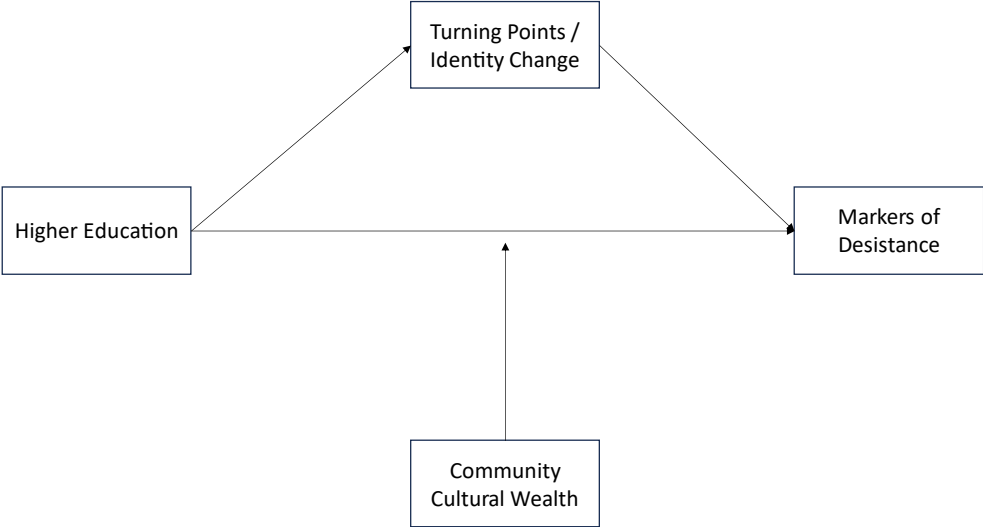 Turning Points /
Identity Change
Higher Education
Markers of
Desistance
Community
Cultural Wealth